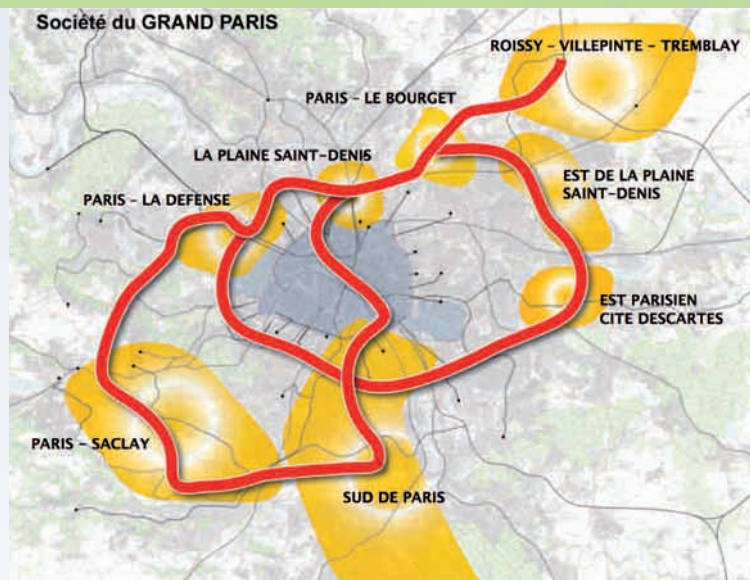 Société du GRAND PARIS
ROISSY – VILLEPINTE – TREMBLAY
PARIS – LE BOURGET
LA PLAINE SAINT-DENIS
EST DE LA PLAINE
SAINT-DENIS
PARIS – LA DEFENSE
EST PARISIEN
CITE DESCARTES
PARIS – SACLAY
SUD DE PARIS